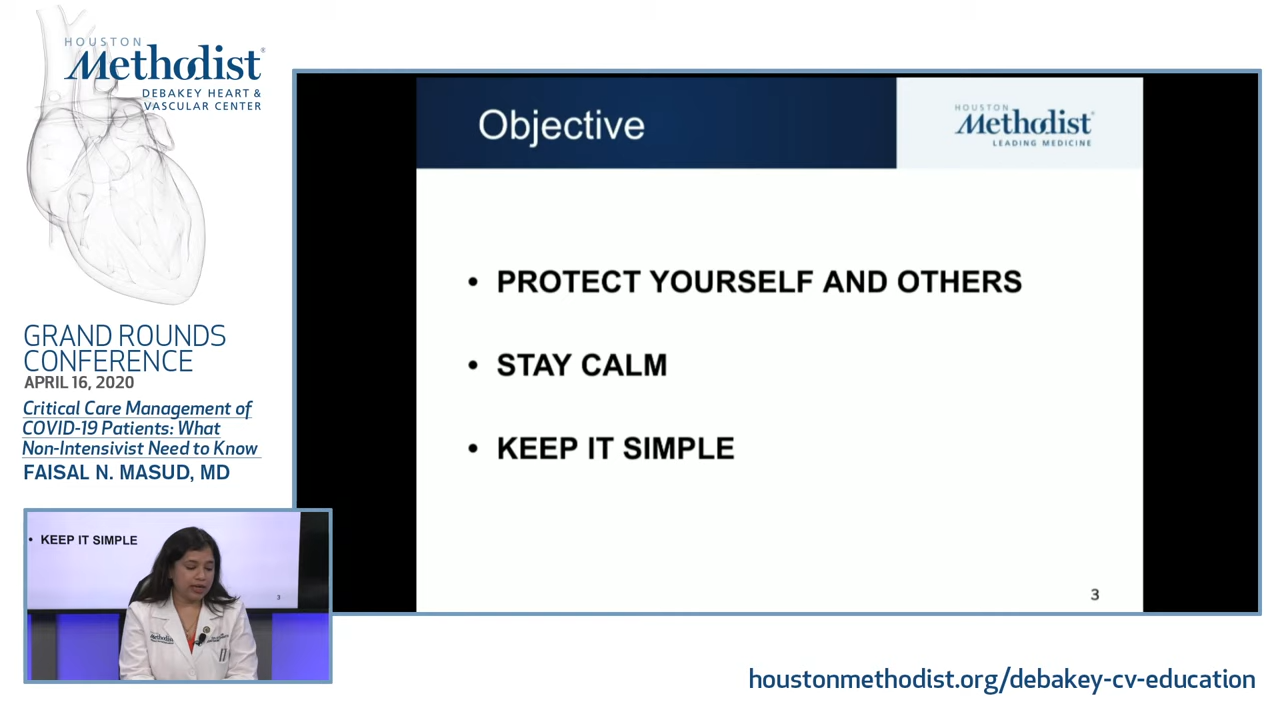 HOUSTON
Methodist®
DEBAKEY HEART &
VASCULAR CENTER
GRAND ROUNDS
CONFERENCE
APRIL 16, 2020
Critical Care Management of
COVID-19 Patients: What
Non-Intensivist Need to Know
FAISAL N. MASUD, MD
Objective
HOUSTON
Methodist
LEADING MEDICINE
• PROTECT YOURSELF AND OTHERS
• STAY CALM
• KEEP IT SIMPLE
3
• KEEP IT SIMPLE
3
Methodist
houstonmethodist.org/debakey-cv-education